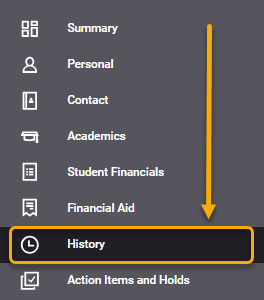 Summary
Personal
Contact
Academics
Student Financials
Financial Aid
History
Action Items and Holds